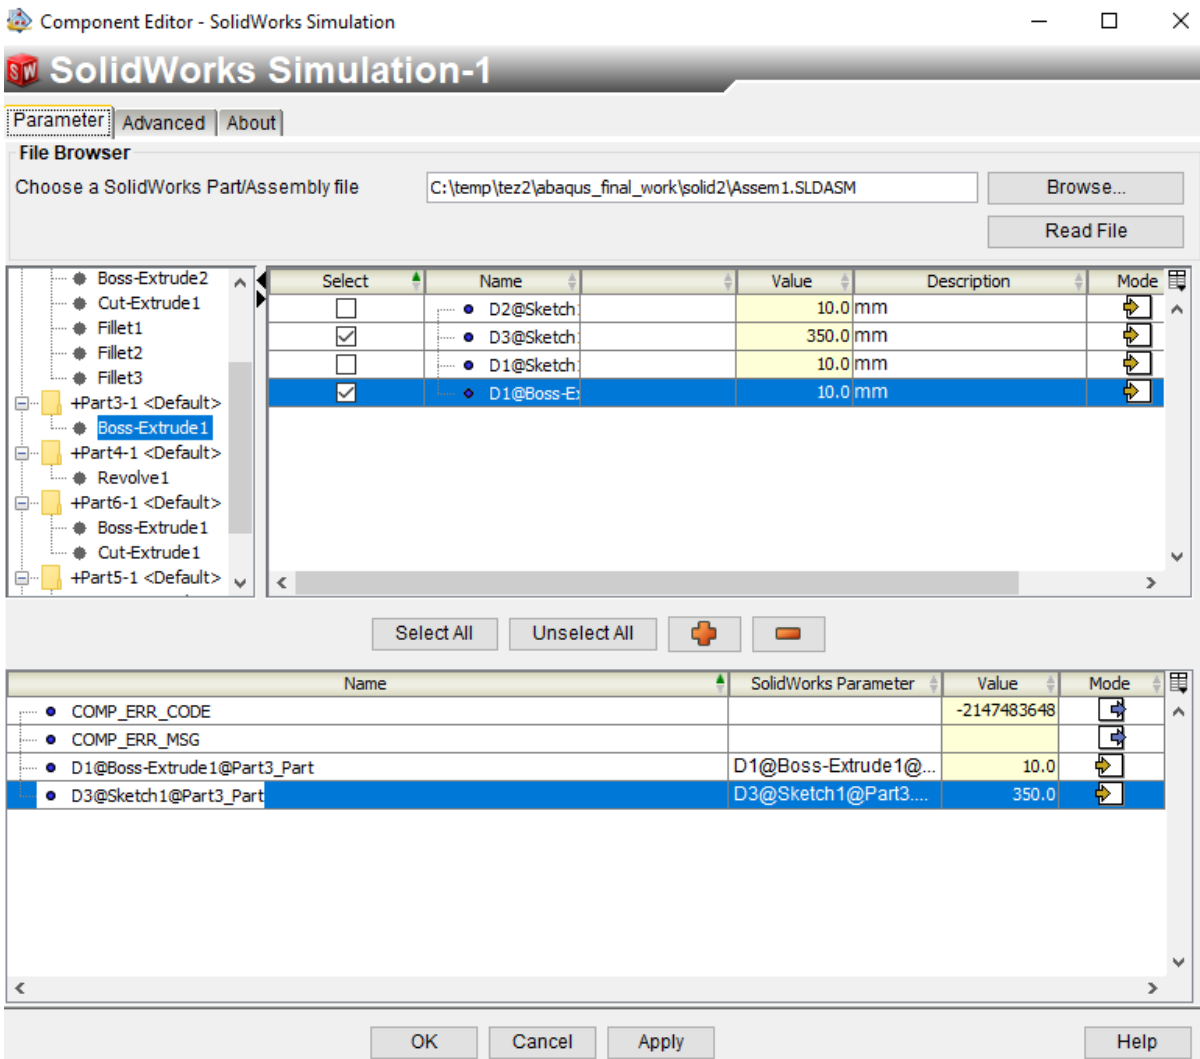 Component Editor - SolidWorks Simulation
SW SolidWorks Simulation-1
Parameter Advanced About
File Browser
Choose a SolidWorks Part/Assembly file C:\temp\tez2\abaqus_final_work\solid2\Assem1.SLDASM Browse...
Read File
Boss-Extrude2
Cut-Extrude1
Fillet1
Fillet2
Fillet3
+Part3-1 <Default>
Boss-Extrude1
+Part4-1 <Default>
Revolve1
+Part6-1 <Default>
Boss-Extrude1
Cut-Extrude1
+Part5-1 <Default>
Select Name Value Description Mode
D2@Sketch 10.0 mm
D3@Sketch 350.0 mm
D1@Sketch 10.0 mm
D1@Boss-Ex 10.0 mm
Select All Unselect All
Name SolidWorks Parameter Value Mode
COMP_ERR_CODE -2147483648
COMP_ERR_MSG
D1@Boss-Extrude1@Part3_Part D1@Boss-Extrude1@... 10.0
D3@Sketch1@Part3_Part D3@Sketch1@Part3.... 350.0
OK Cancel Apply Help